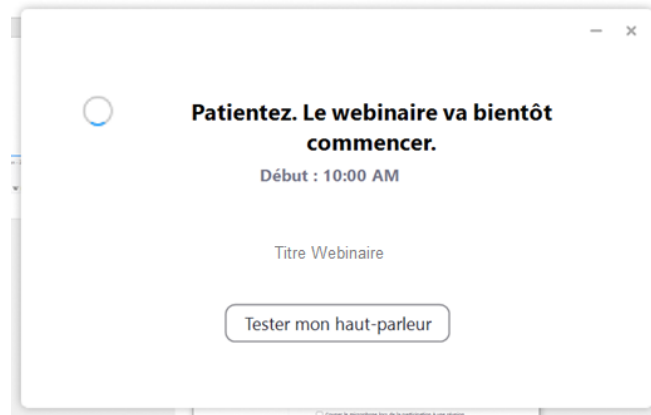 Patientez. Le webinaire va bientôt
commencer.
Début : 10:00 AM
Titre Webinaire
Tester mon haut-parleur